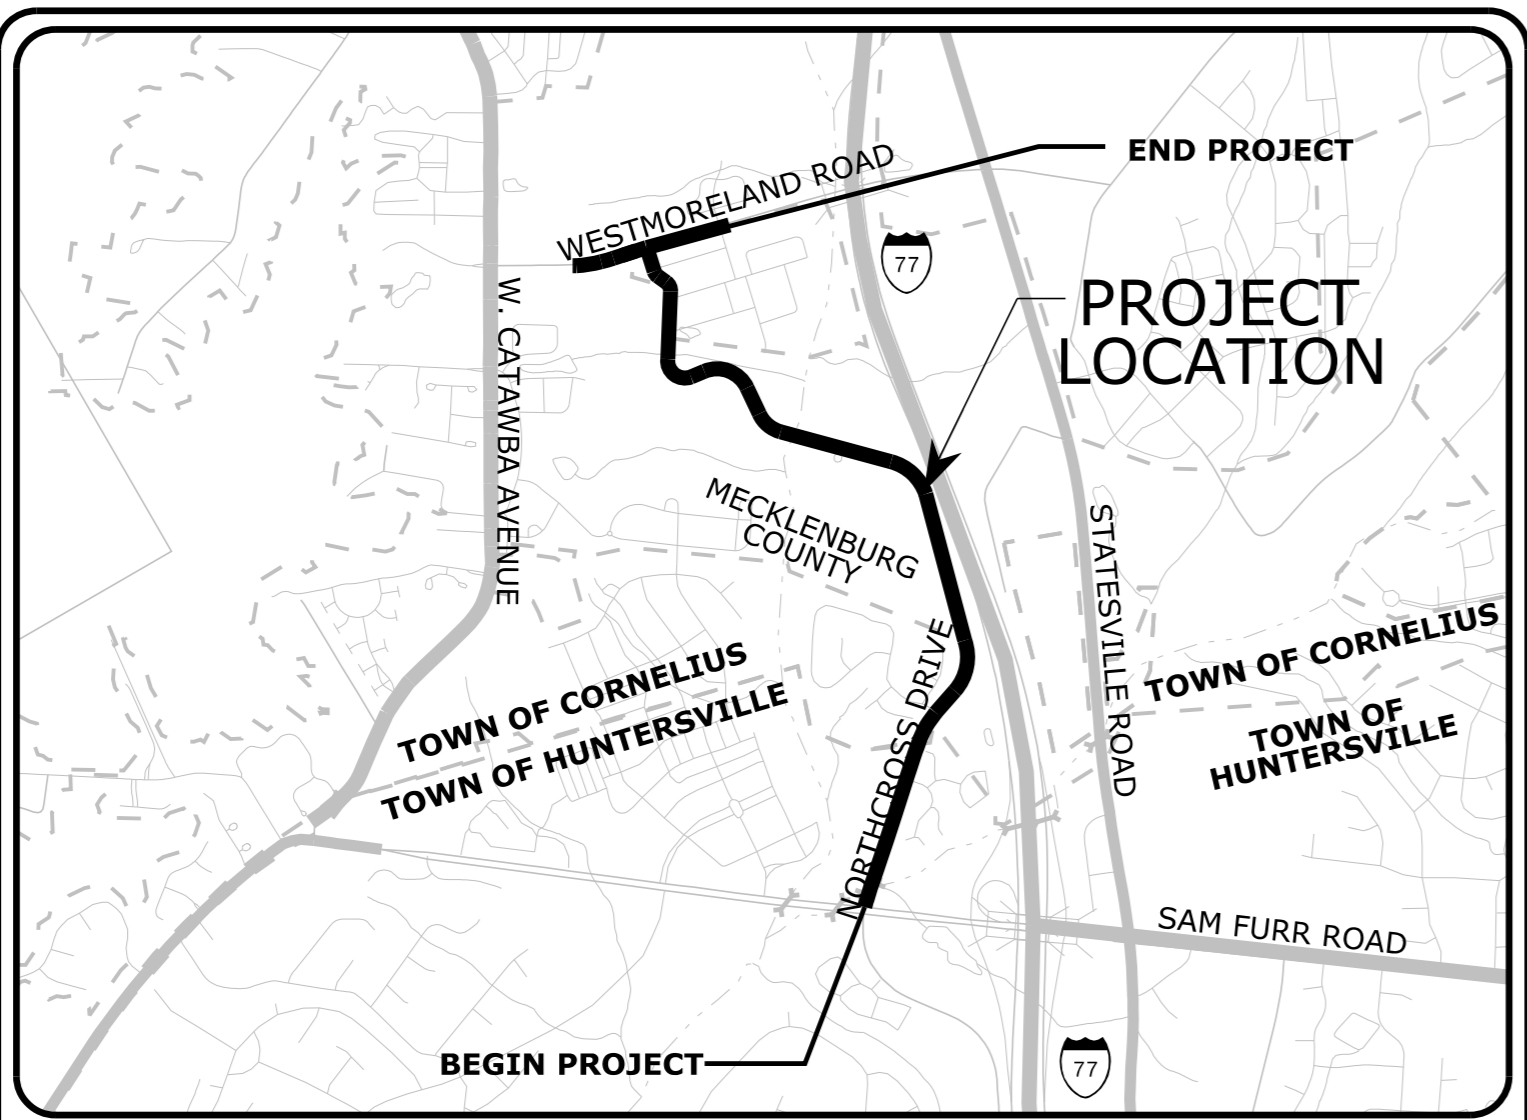 END PROJECT
WESTMORELAND ROAD
77
PROJECT
LOCATION
W. CATAWBA AVENUE
MECKLENBURG
COUNTY
STATESVILLE ROAD
TOWN OF CORNELIUS
TOWN OF CORNELIUS
TOWN OF HUNTERSVILLE
TOWN OF
HUNTERSVILLE
NORTHCROSS DRIVE
SAM FURR ROAD
BEGIN PROJECT
77